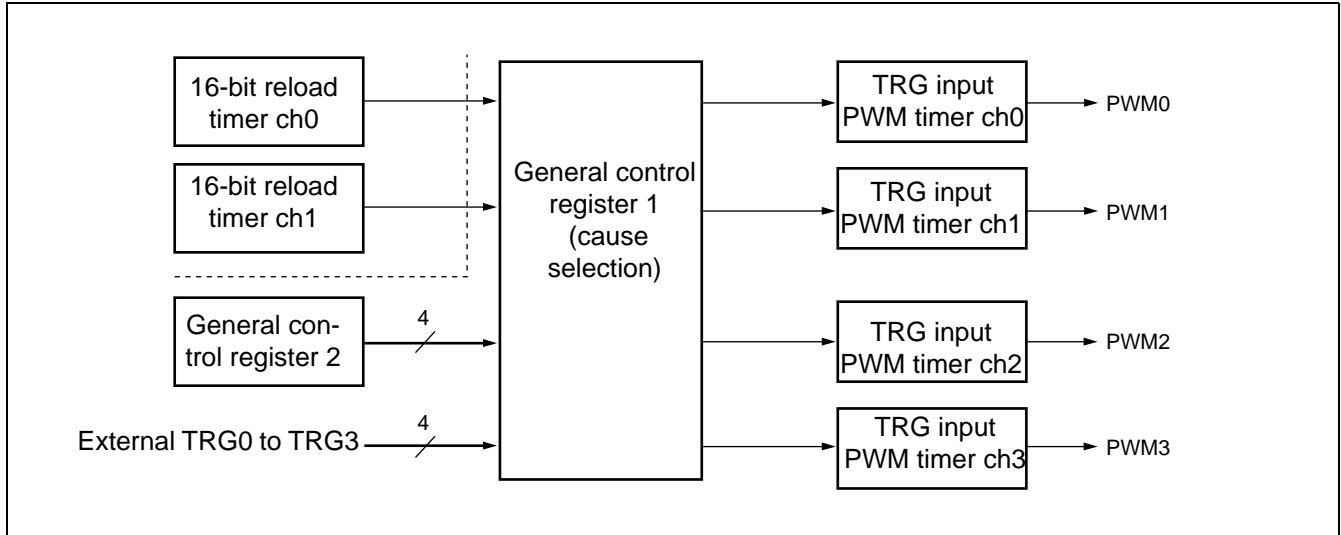 16-bit reload
timer ch0
16-bit reload
timer ch1
General con-
trol register 2
4
External TRG0 to TRG3
4
General control
register 1
(cause
selection)
TRG input
PWM timer ch0
PWM0
TRG input
PWM timer ch1
PWM1
TRG input
PWM timer ch2
PWM2
TRG input
PWM timer ch3
PWM3